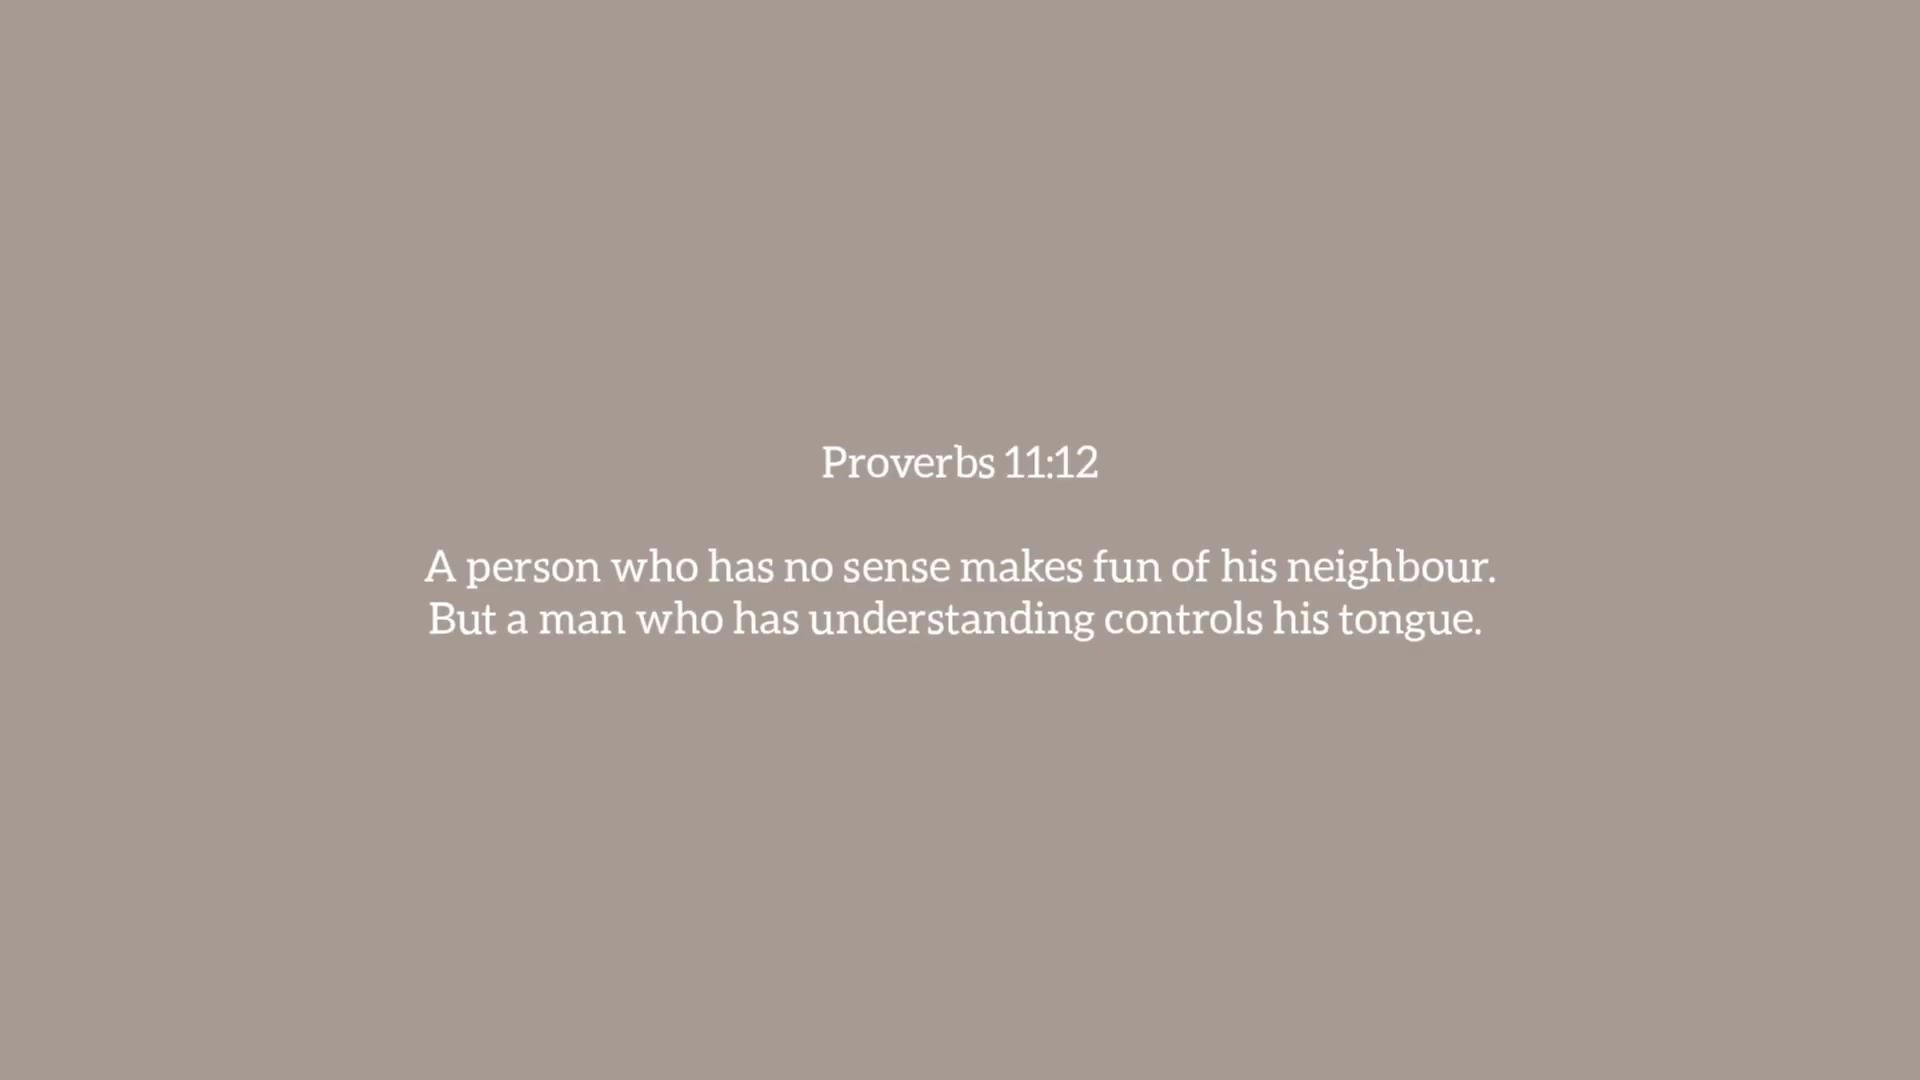 Proverbs 11:12
A person who has no sense makes fun of his neighbour.
But a man who has understanding controls his tongue.